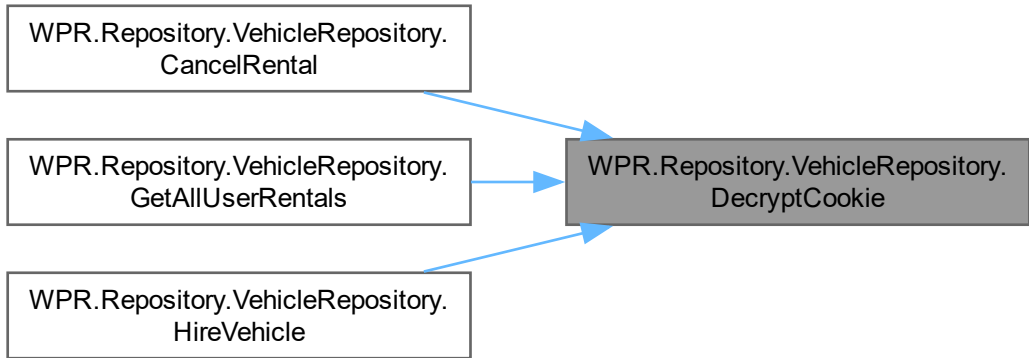 WPR.Repository.VehicleRepository.
CancelRental
WPR.Repository.VehicleRepository.
GetAllUserRentals
WPR.Repository.VehicleRepository.
DecryptCookie
WPR.Repository.VehicleRepository.
HireVehicle